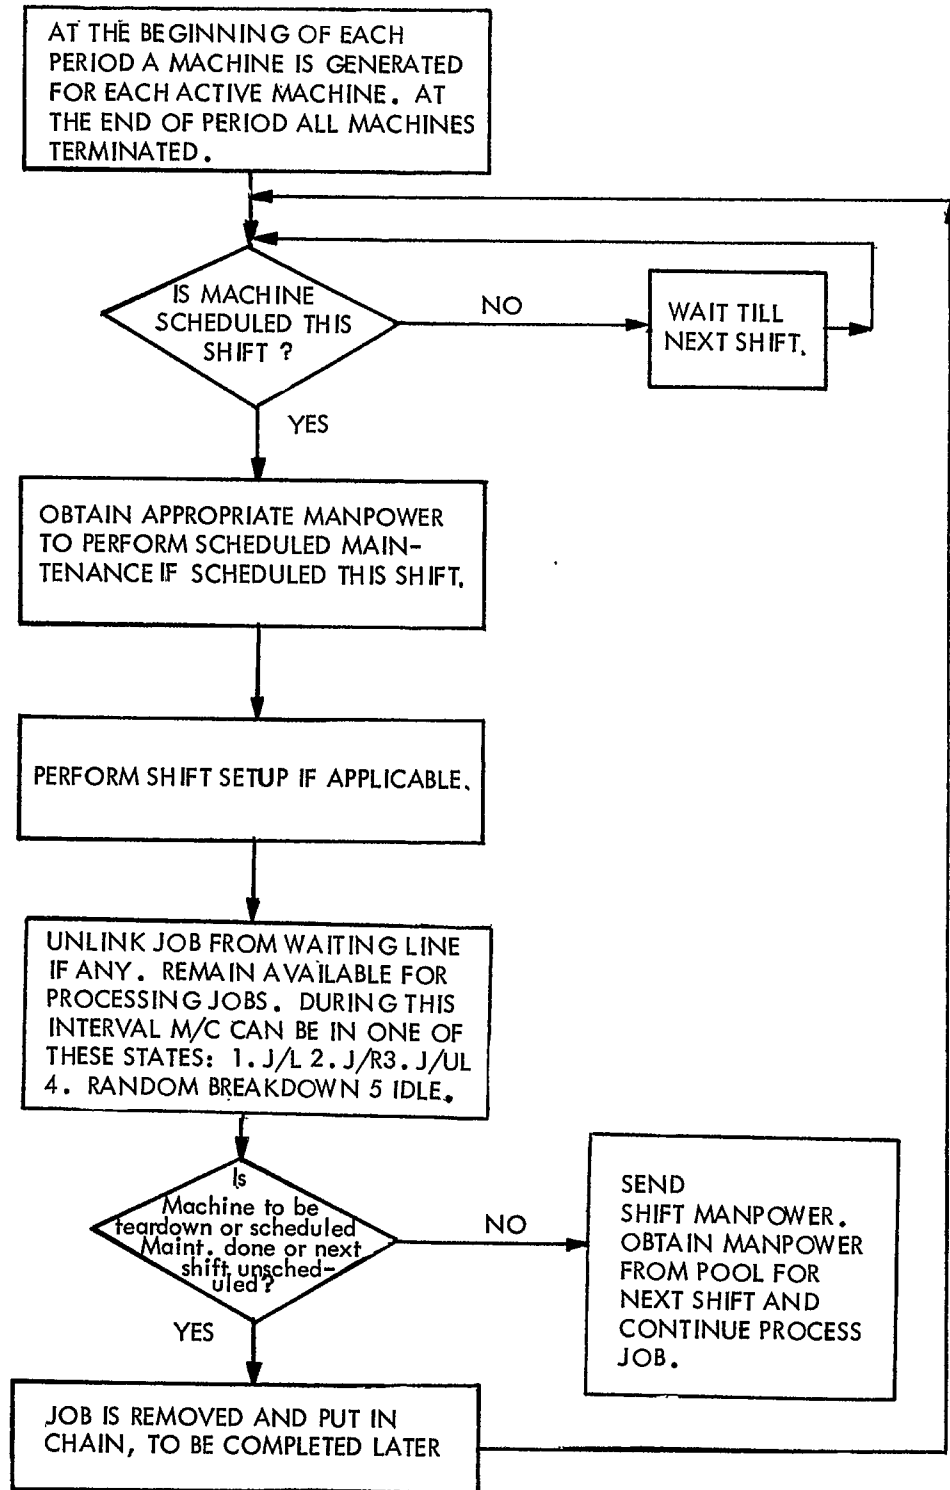 AT THE BEGINNING OF EACH
PERIOD A MACHINE IS GENERATED
FOR EACH ACTIVE MACHINE. AT
THE END OF PERIOD ALL MACHINES
TERMINATED.
IS MACHINE
SCHEDULED THIS
SHIFT ?
NO
WAIT TILL
NEXT SHIFT.
YES
OBTAIN APPROPRIATE MANPOWER
TO PERFORM SCHEDULED MAIN-
TENANCE IF SCHEDULED THIS SHIFT.
PERFORM SHIFT SETUP IF APPLICABLE.
UNLINK JOB FROM WAITING LINE
IF ANY. REMAIN AVAILABLE FOR
PROCESSING JOBS. DURING THIS
INTERVAL M/C CAN BE IN ONE OF
THESE STATES: 1. J/L 2. J/R3. J/UL
4. RANDOM BREAKDOWN 5 IDLE.
Is
Machine to be
teardown or scheduled
Maint. done or next
shift unsched-
uled?
NO
SEND
SHIFT MANPOWER.
OBTAIN MANPOWER
FROM POOL FOR
NEXT SHIFT AND
CONTINUE PROCESS
JOB.
YES
JOB IS REMOVED AND PUT IN
CHAIN, TO BE COMPLETED LATER